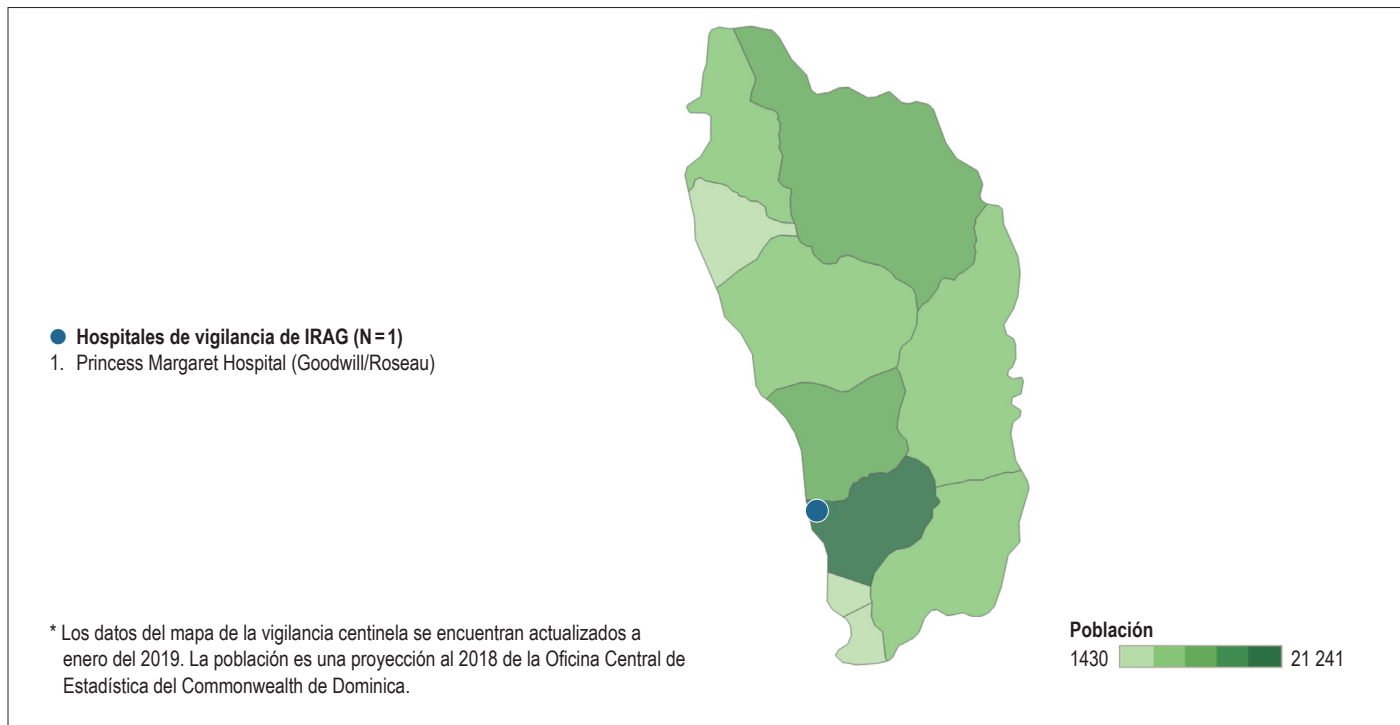 Hospitales de vigilancia de IRAG (N=1)
1. Princess Margaret Hospital (Goodwill/Roseau)
* Los datos del mapa de la vigilancia centinela se encuentran actualizados a
enero del 2019. La población es una proyección al 2018 de la Oficina Central de
Estadística del Commonwealth de Dominica.
Población
1430 21 241